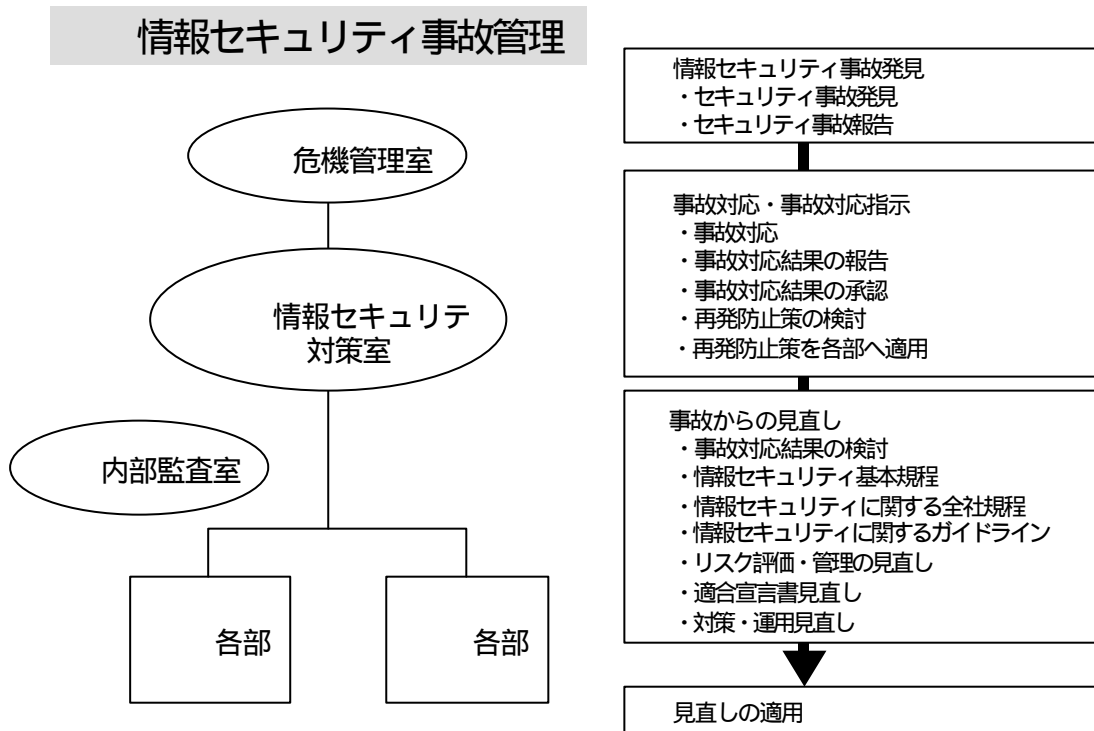 情報セキュリティ事故管理
危機管理室
情報セキュリテ
対策室
内部監査室
各部
各部
情報セキュリティ事故発見
・セキュリティ事故発見
・セキュリティ事故報告
事故対応・事故対応指示
・事故対応
・事故対応結果の報告
・事故対応結果の承認
・再発防止策の検討
・再発防止策を各部へ適用
事故からの見直し
・事故対応結果の検討
・情報セキュリティ基本規程
・情報セキュリティに関する全社規程
・情報セキュリティに関するガイドライン
・リスク評価・管理の見直し
・適合宣言書見直し
・対策・運用見直し
見直しの適用